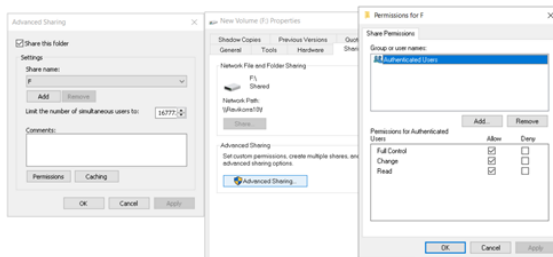 Advanced Sharing
Share this folder
Settings
Share name:
F
Add
Remove
Limit the number of simultaneous users to:
16777
Comments:
Permissions
Caching
OK
Cancel
Apply
New Volume (F:) Properties
Shadow Copies
Previous Versions
General
Tools
Hardware
Network File and Folder Sharing
F:\
Shared
Network Path:
Share...
Advanced Sharing
Set custom permissions, create multiple shares, and
advanced sharing options.
Advanced Sharing...
Permissions for F
Share Permissions
Group or user names:
Authenticated Users
Add...
Remove
Permissions for Authenticated
Users
Allow
Deny
Full Control
Change
Read
OK
Cancel
Apply